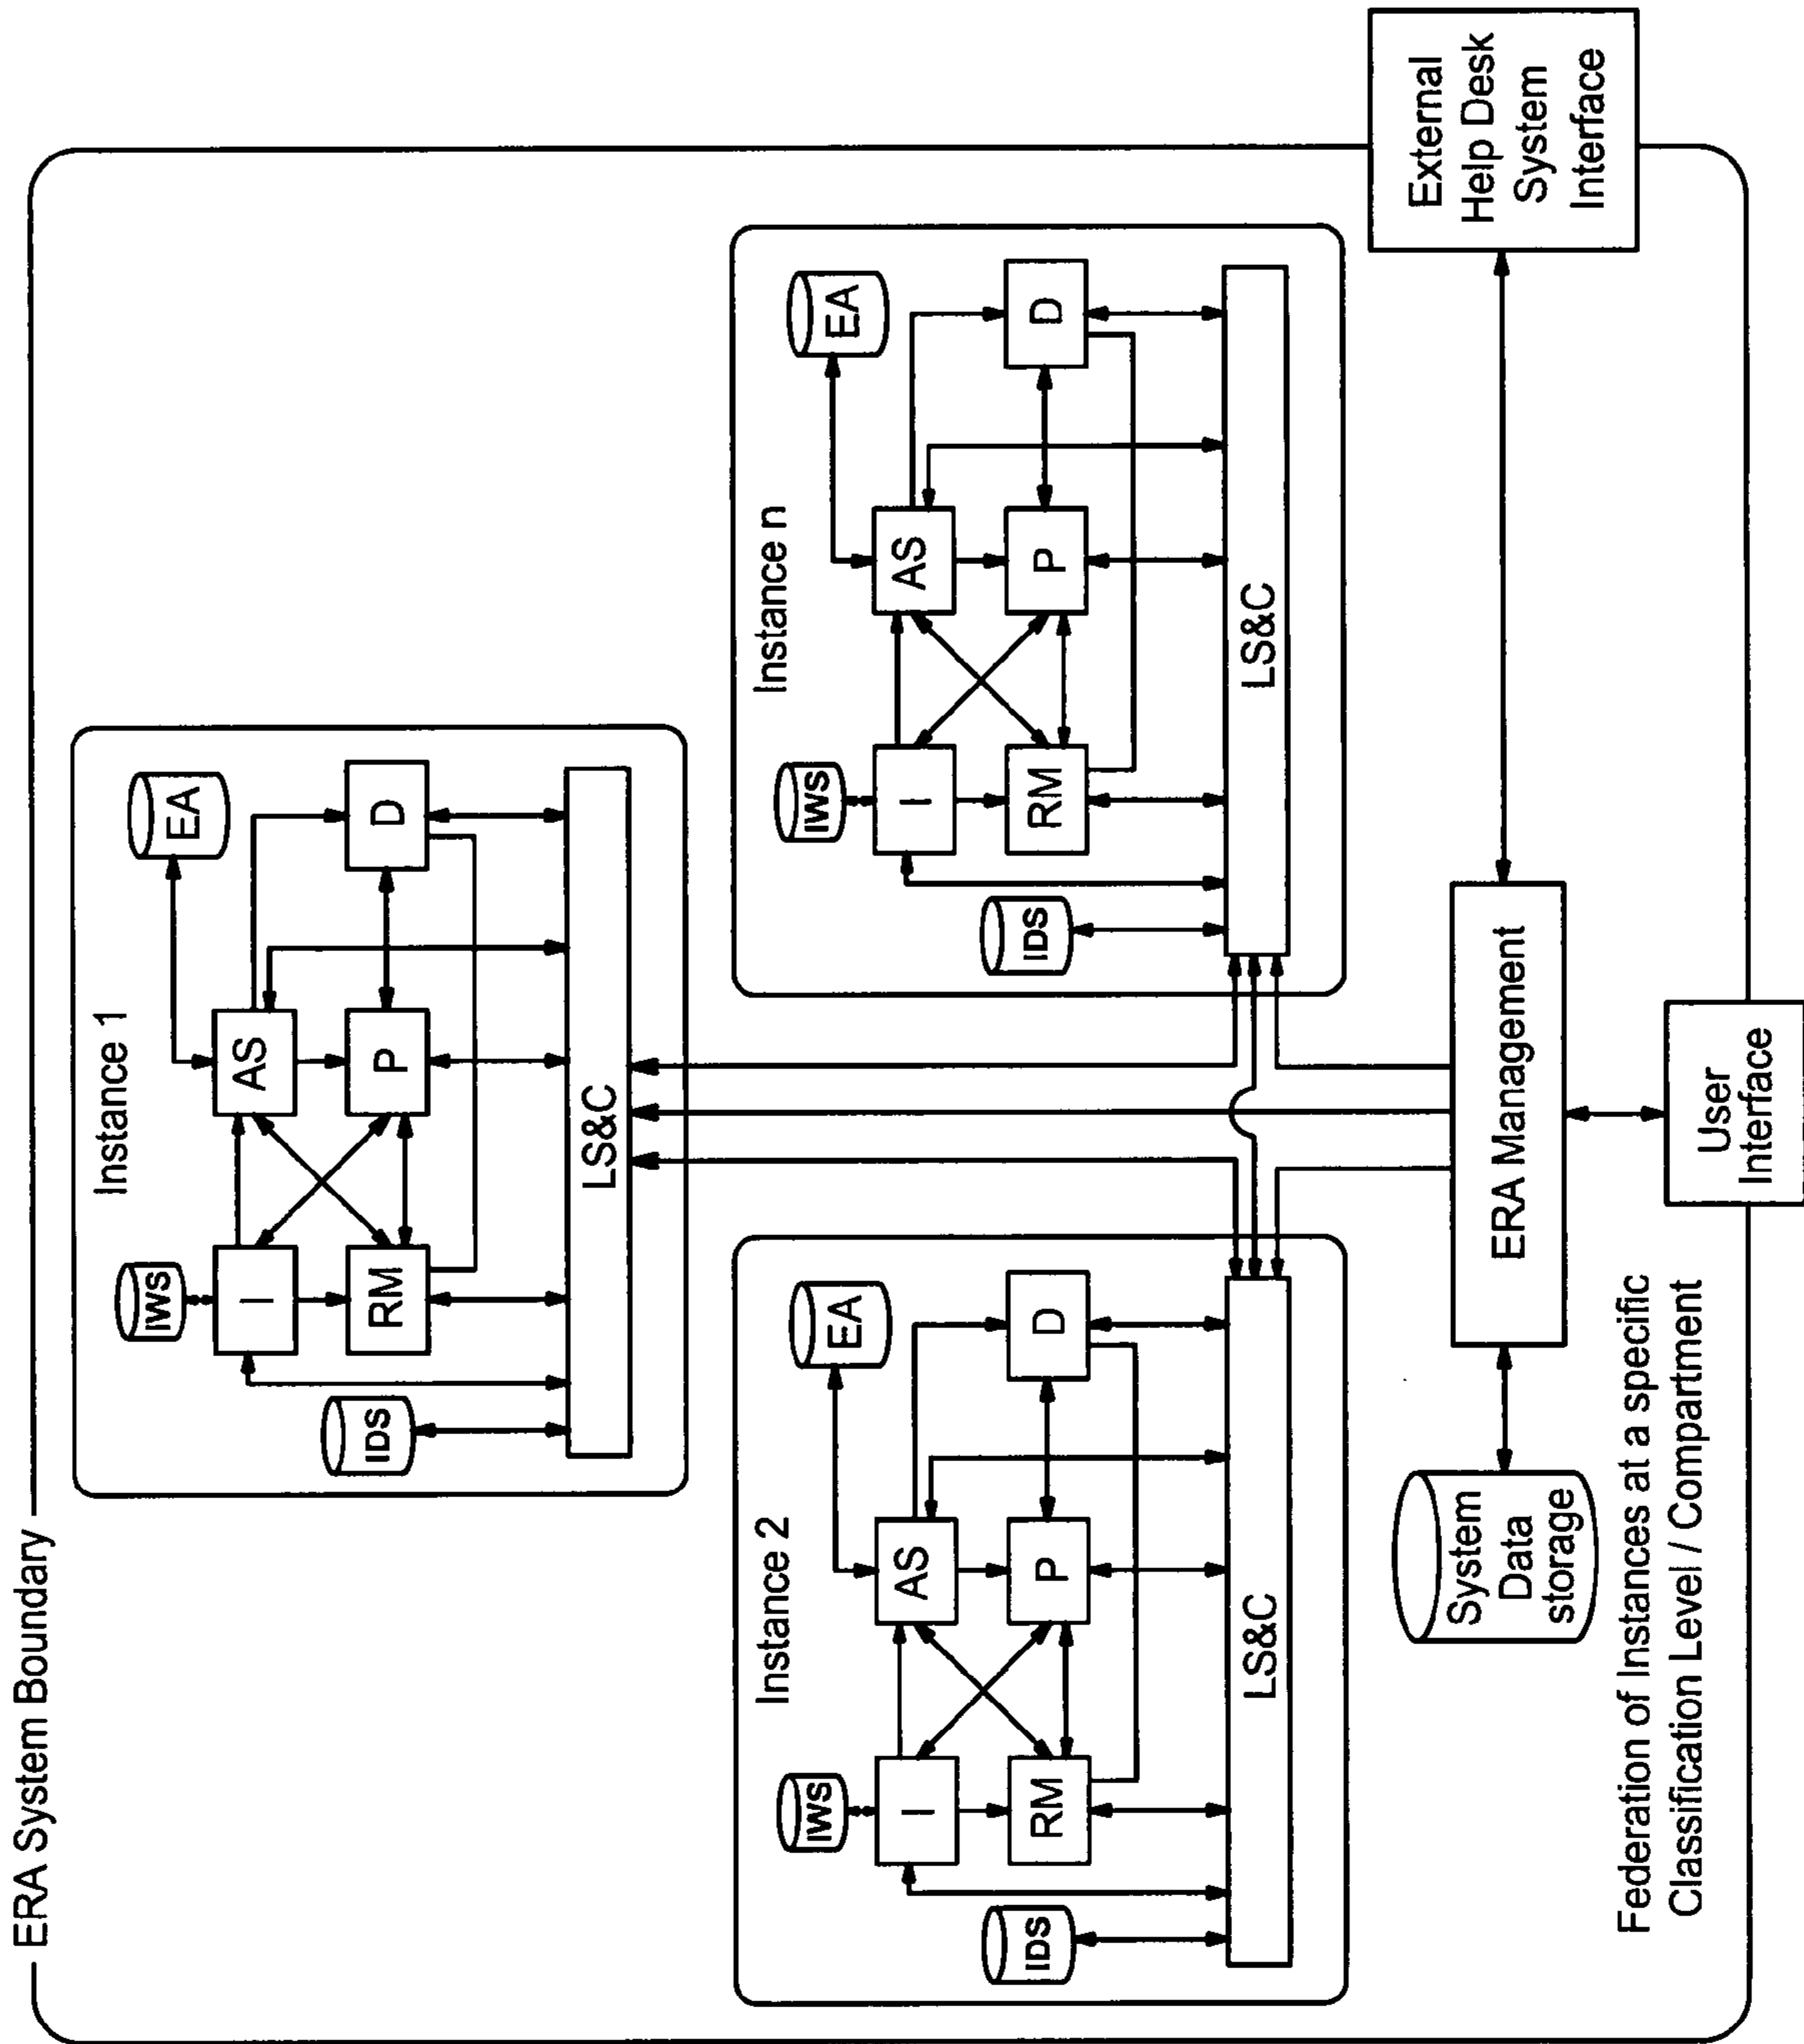 ERA System Boundary
Instance 1
IWS
EA
I
AS
RM
P
D
IDS
LS&C
Instance 2
IWS
EA
I
AS
RM
P
D
IDS
LS&C
Instance n
IWS
EA
I
AS
RM
P
D
IDS
LS&C
System
Data
storage
ERA Management
External
Help Desk
System
Interface
Federation of Instances at a specific
Classification Level / Compartment
User
Interface